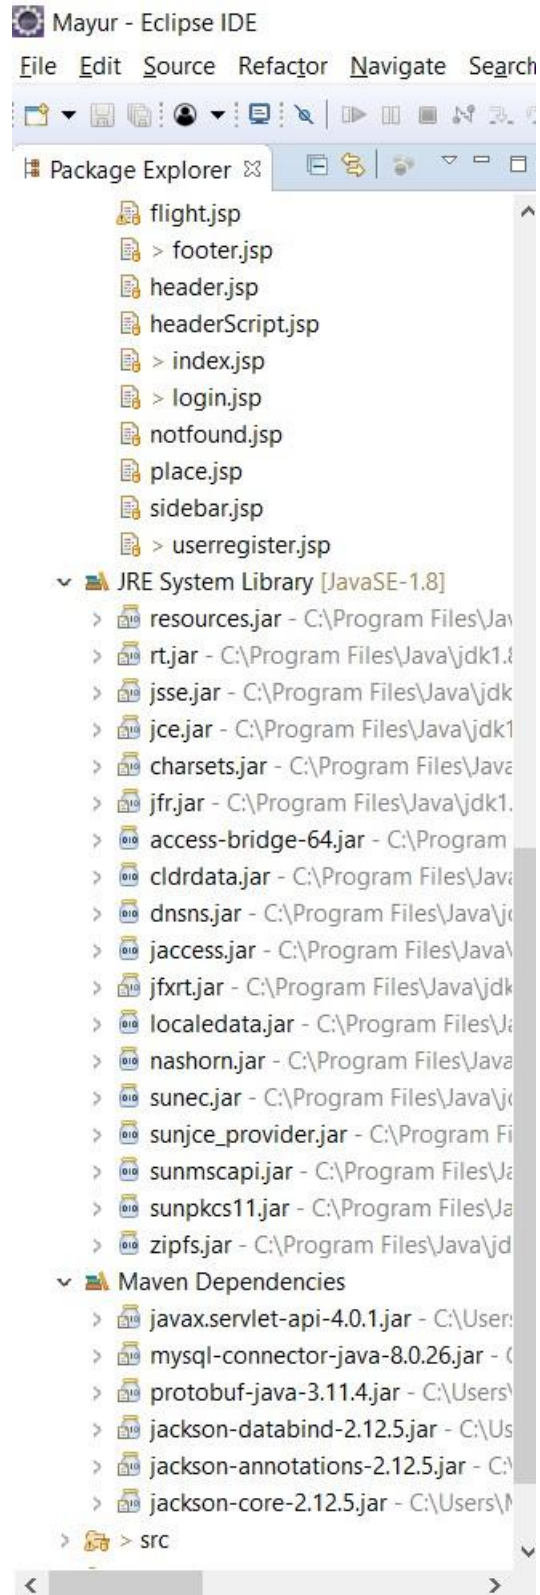 Mayur - Eclipse IDE
File Edit Source Refactor Navigate Search
Package Explorer
flight.jsp
> footer.jsp
header.jsp
headerScript.jsp
> index.jsp
> login.jsp
notfound.jsp
place.jsp
sidebar.jsp
> userregister.jsp
JRE System Library [JavaSE-1.8]
resources.jar - C:\Program Files\Jav
rt.jar - C:\Program Files\Java\jdk1.8
jsse.jar - C:\Program Files\Java\jdk
jce.jar - C:\Program Files\Java\jdk1
charsets.jar - C:\Program Files\Java
jfr.jar - C:\Program Files\Java\jdk1.
access-bridge-64.jar - C:\Program
cldrdata.jar - C:\Program Files\Java
dnsns.jar - C:\Program Files\Java\j
jaccess.jar - C:\Program Files\Java\
jfxrt.jar - C:\Program Files\Java\jdk
localedata.jar - C:\Program Files\Ja
nashorn.jar - C:\Program Files\Java
sunec.jar - C:\Program Files\Java\j
sunjce_provider.jar - C:\Program Fi
sunmscapi.jar - C:\Program Files\Ja
sunpkcs11.jar - C:\Program Files\Ja
zipfs.jar - C:\Program Files\Java\jd
Maven Dependencies
javax.servlet-api-4.0.1.jar - C:\User
mysql-connector-java-8.0.26.jar -
protobuf-java-3.11.4.jar - C:\Users\
jackson-databind-2.12.5.jar - C:\Us
jackson-annotations-2.12.5.jar - C:\
jackson-core-2.12.5.jar - C:\Users\
> src